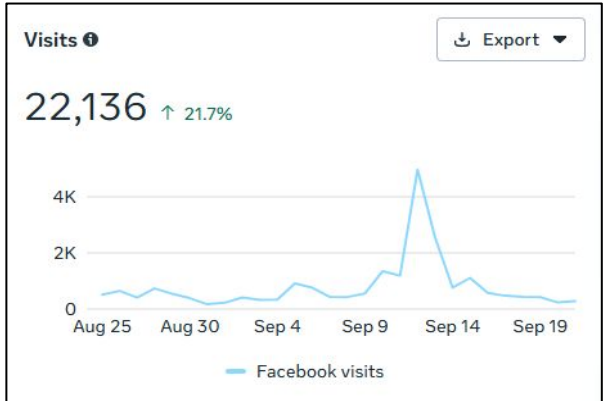 Visits
Export
22,136 ↑ 21.7%
4K
2K
0
Aug 25 Aug 30 Sep 4 Sep 9 Sep 14 Sep 19
Facebook visits